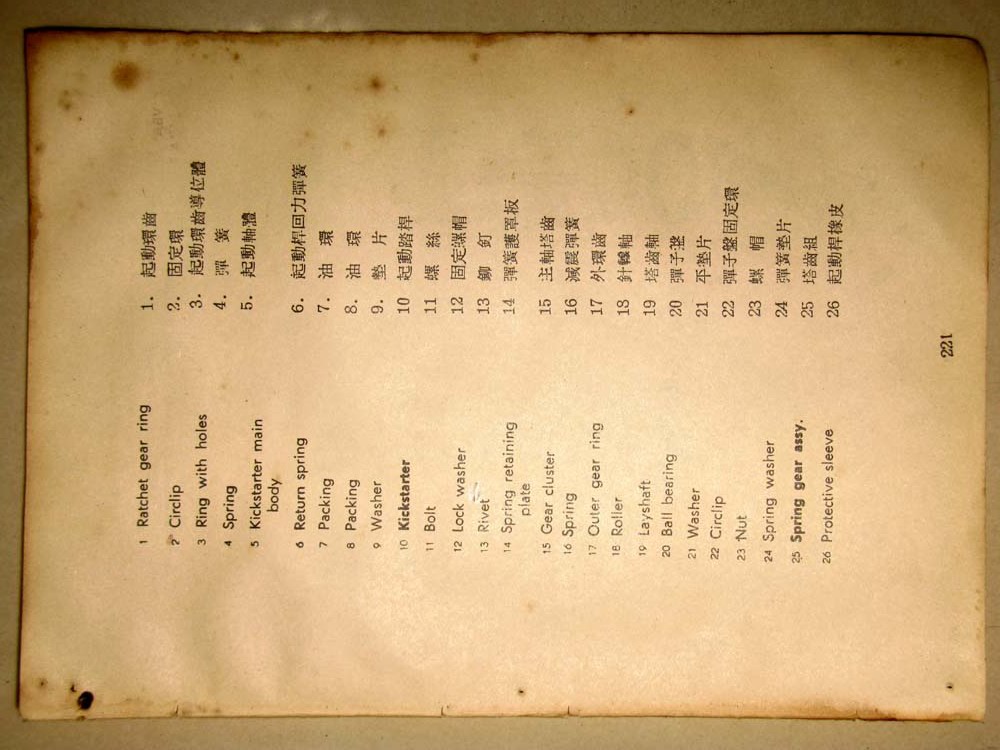 1 Ratchet gear ring
2 Circlip
3 Ring with holes
4 Spring
5 Kickstarter main
body
6 Return spring
7 Packing
8 Packing
9 Washer
10 Kickstarter
11 Bolt
12 Lock washer
13 Rivet
14 Spring retaining
plate
15 Gear cluster
16 Spring
17 Outer gear ring
18 Roller
19 Layshaft
20 Ball bearing
21 Washer
22 Circlip
23 Nut
24 Spring washer
25 Spring gear assy.
26 Protective sleeve
1. 起動環齒
2. 固定環
3. 起動環齒導位體
4. 彈簧
5. 起動軸體
6. 起動桿回力彈簧
7. 油環
8. 油環
9. 墊片
10 起動踏桿
11 螺絲
12 固定螺帽
13 鉚釘
14 彈簧護罩板
15 主軸塔齒
16 減震彈簧
17 外環齒
18 針轆軸
19 塔齒軸
20 彈子盤
21 平墊片
22 彈子盤固定環
23 螺帽
24 彈簧墊片
25 塔齒組
26 起動桿橡皮
221